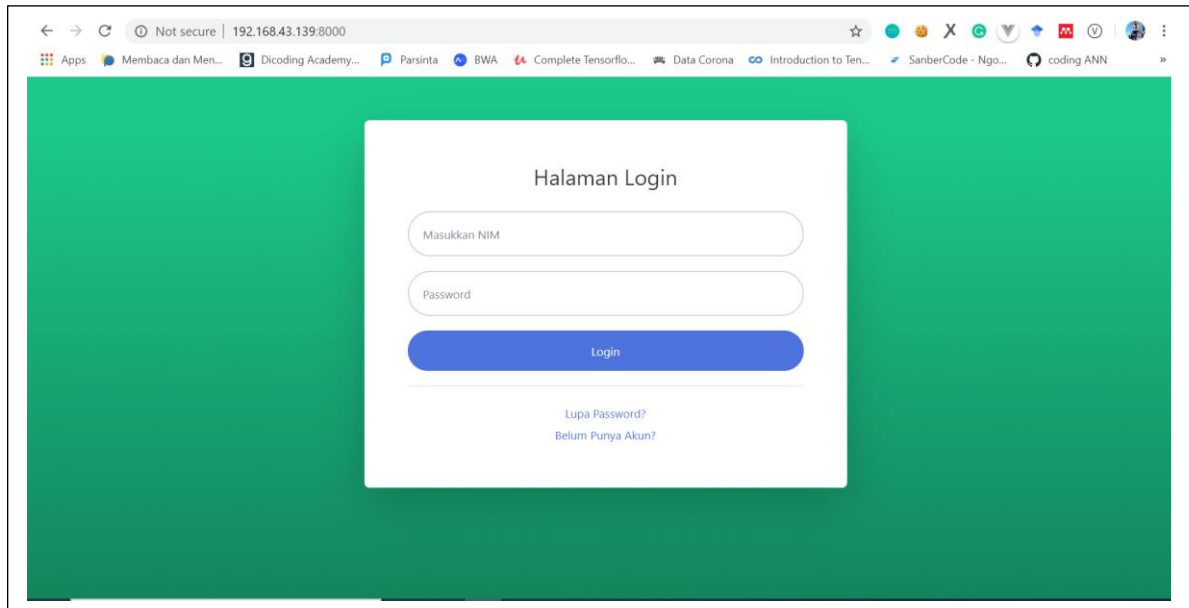 Not secure | 192.168.43.139:8000
Apps Membaca dan Men... Dicoding Academy... Parsinta BWA Complete Tensorflo... Data Corona Introduction to Ten... SanberCode - Ngo... coding ANN »
Halaman Login
Masukkan NIM
Password
Login
Lupa Password?
Belum Punya Akun?